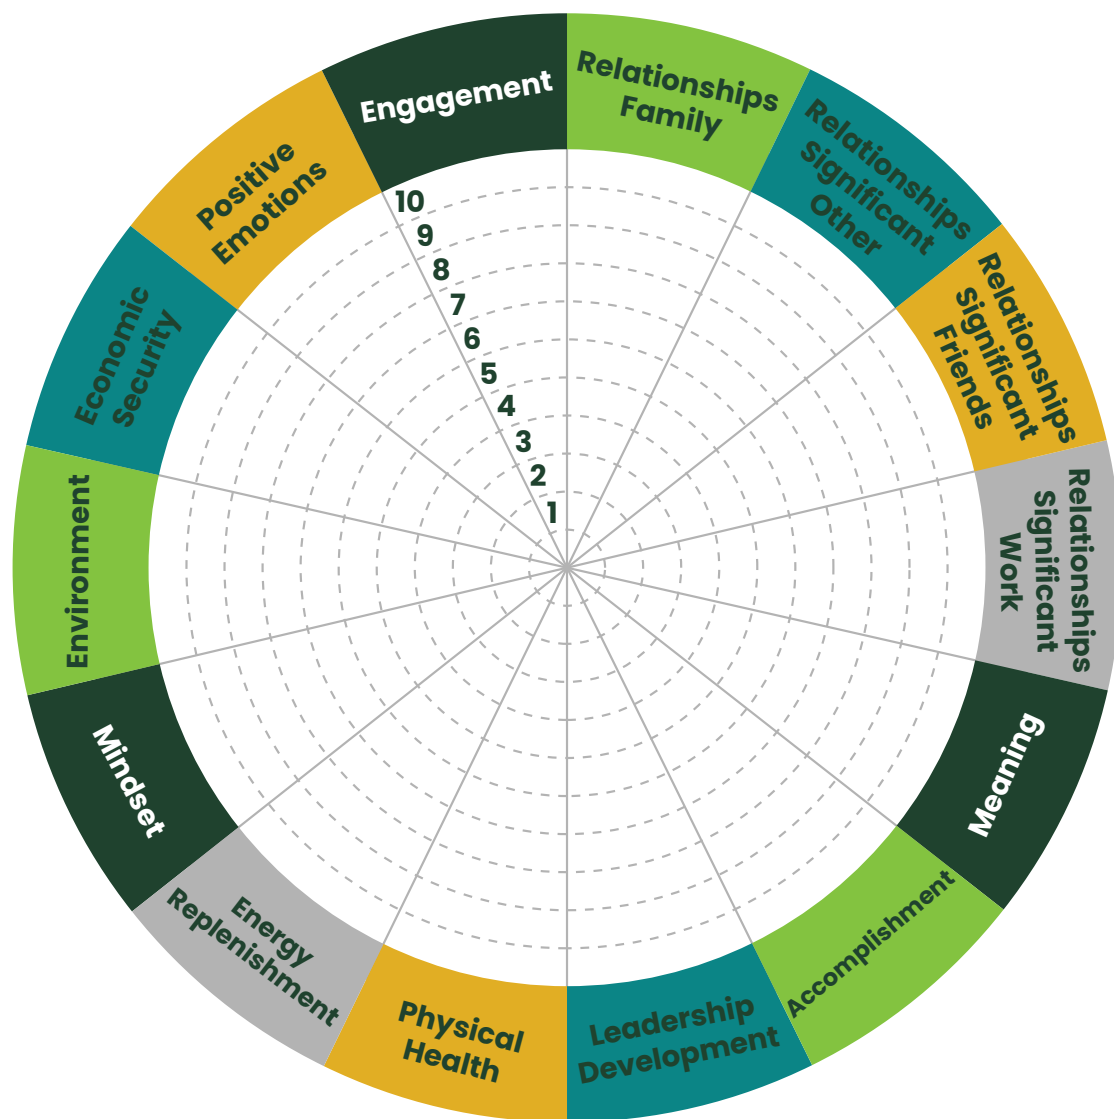 Engagement
Relationships
Family
Relationships
Significant
Other
Relationships
Significant
Friends
Relationships
Significant
Work
Meaning
Accomplishment
Leadership
Development
Physical
Health
Energy
Replenishment
Mindset
Environment
Economic
Security
Positive
Emotions
10
9
8
7
6
5
4
3
2
1